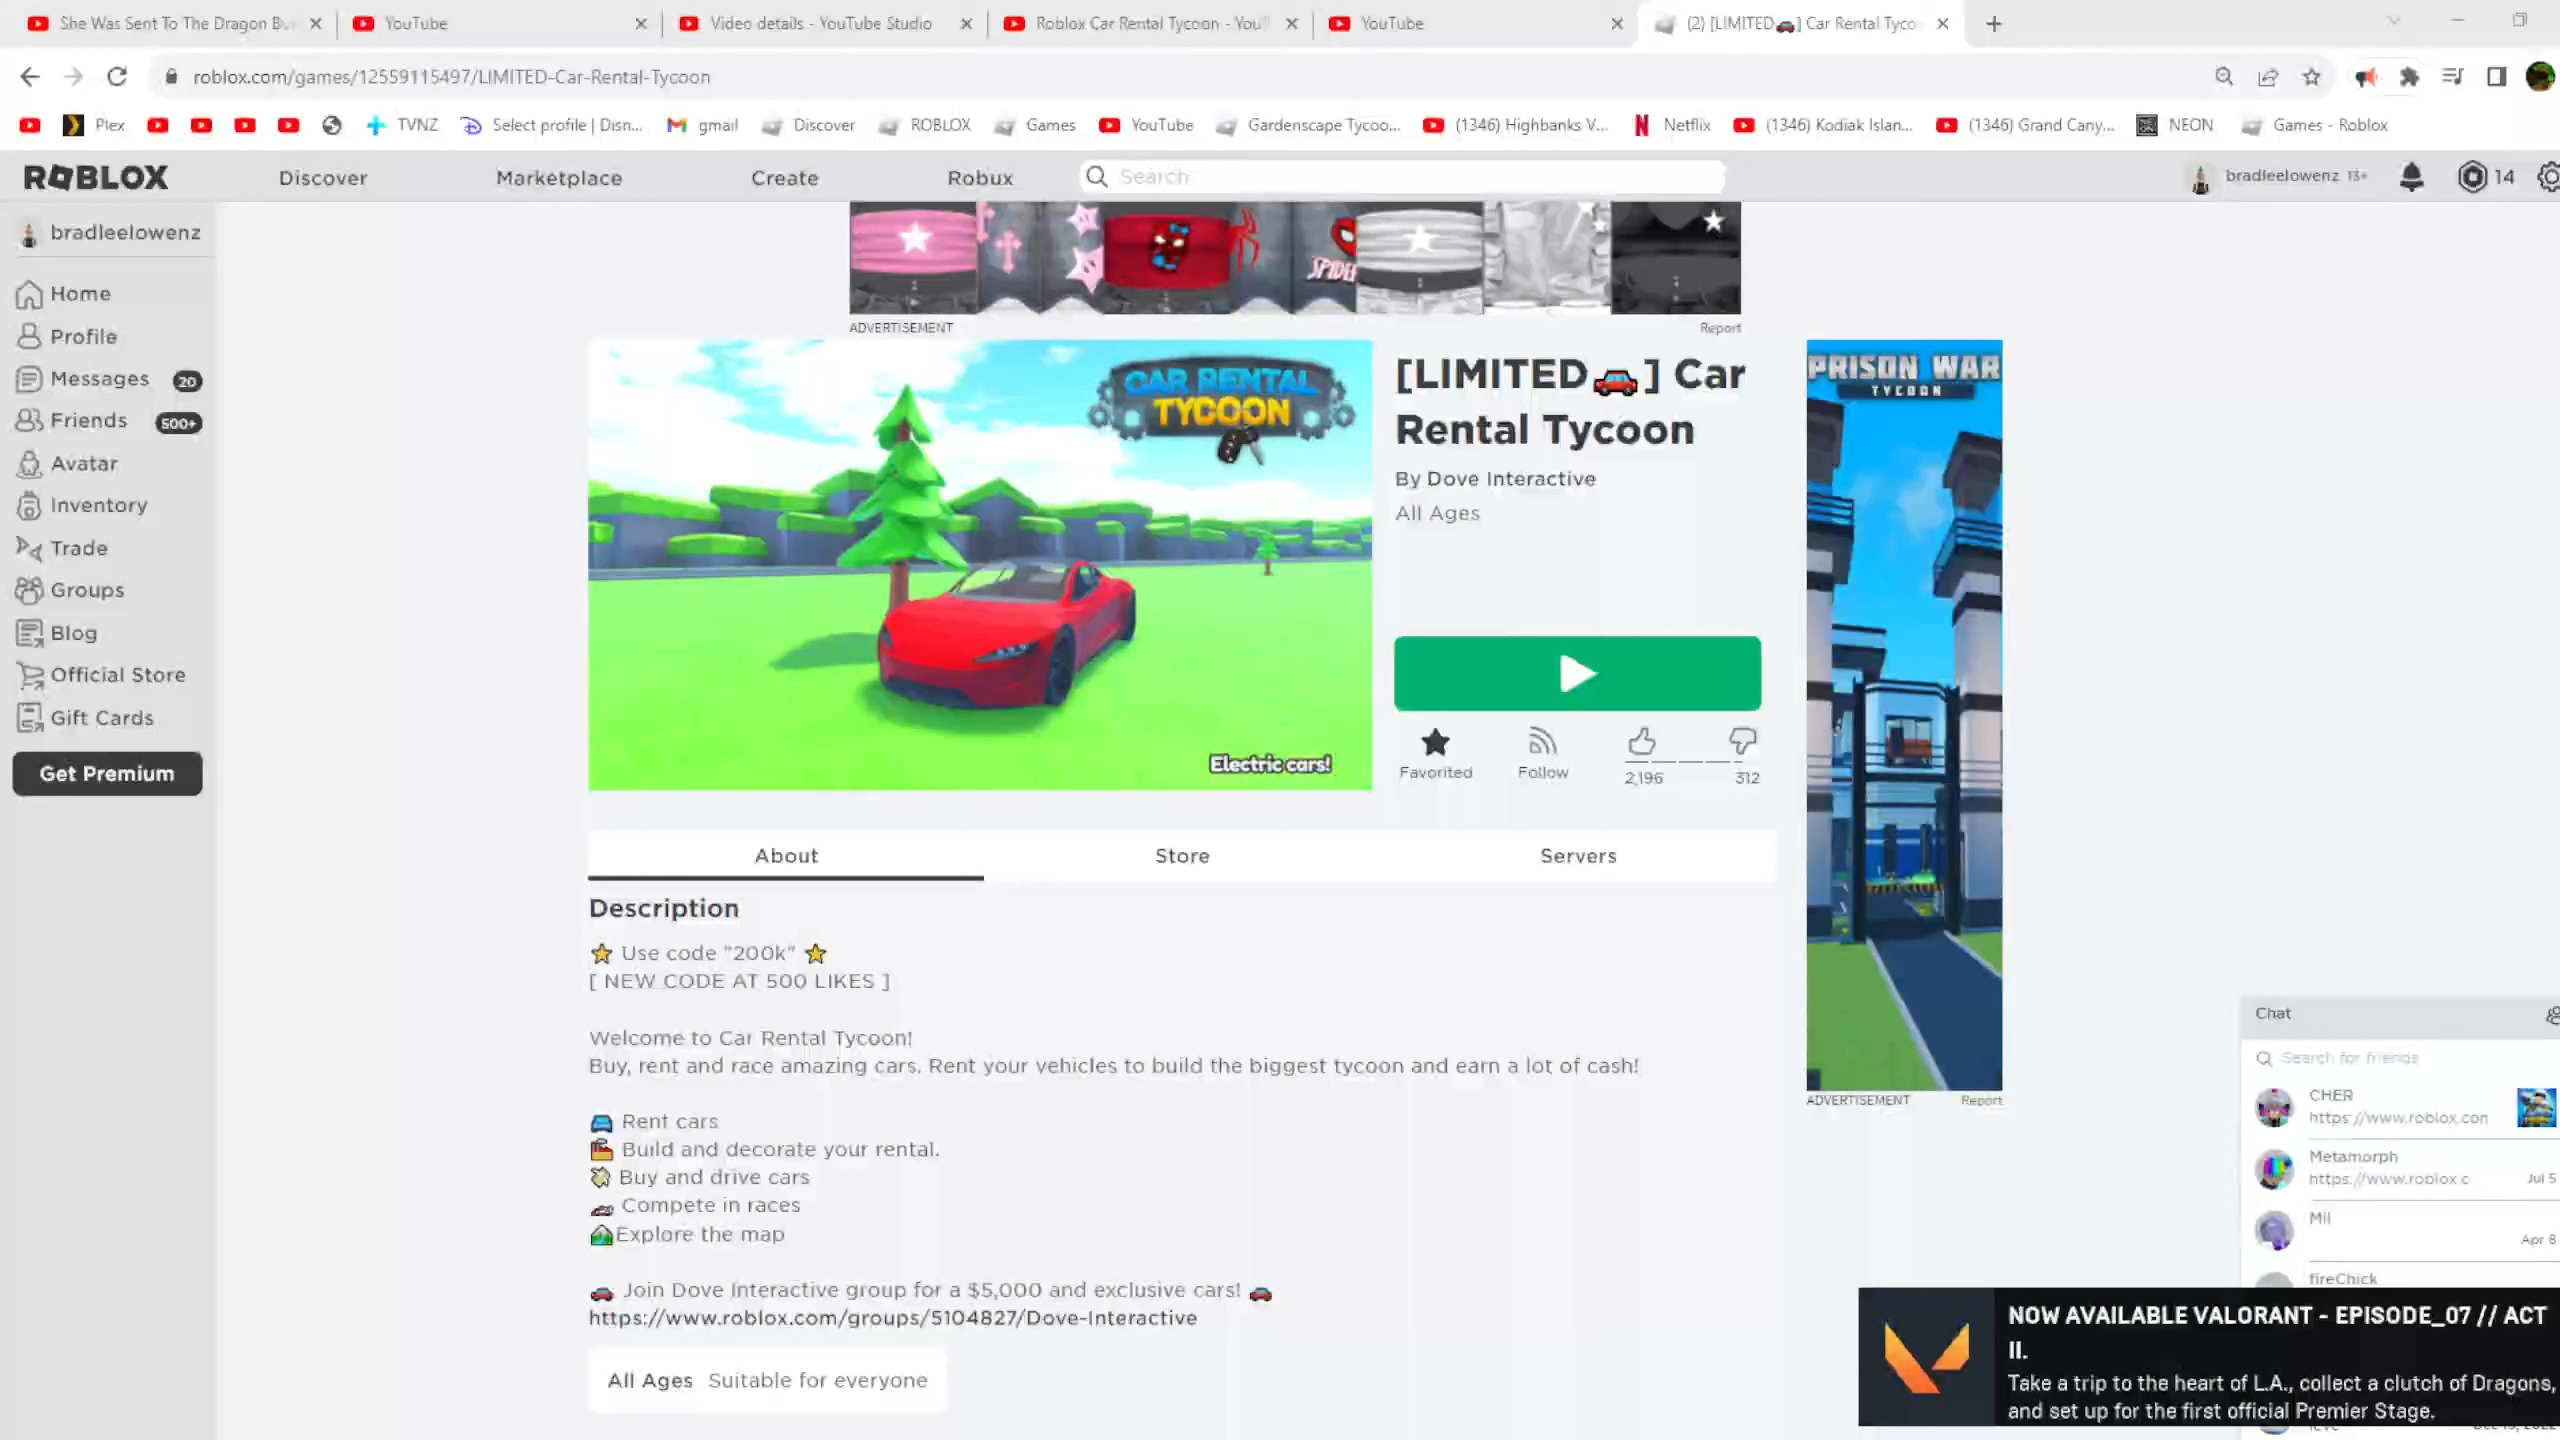 She Was Sent To The Dragon Bu
YouTube
Video details - YouTube Studio
Roblox Car Rental Tycoon - You
YouTube
(2) [LIMITED🚗] Car Rental Tyco
roblox.com/games/12559115497/LIMITED-Car-Rental-Tycoon
Plex
TVNZ
Select profile | Disn...
gmail
Discover
ROBLOX
Games
YouTube
Gardenscape Tycoo...
(1346) Highbanks V...
Netflix
(1346) Kodiak Islan...
(1346) Grand Cany...
NEON
Games - Roblox
ROBLOX
Discover
Marketplace
Create
Robux
Search
bradleelowenz 13+
14
bradleelowenz
Home
Profile
Messages 20
Friends 500+
Avatar
Inventory
Trade
Groups
Blog
Official Store
Gift Cards
Get Premium
SPIDER
ADVERTISEMENT
Report
CAR RENTAL
TYCOON
Electric cars!
[LIMITED🚗] Car
Rental Tycoon
By Dove Interactive
All Ages
Favorited
Follow
2,196
312
PRISON WAR
TYCOON
ADVERTISEMENT
Report
About
Store
Servers
Description
⭐ Use code "200k" ⭐
[ NEW CODE AT 500 LIKES ]
Welcome to Car Rental Tycoon!
Buy, rent and race amazing cars. Rent your vehicles to build the biggest tycoon and earn a lot of cash!
Rent cars
Build and decorate your rental.
Buy and drive cars
Compete in races
Explore the map
🚗 Join Dove Interactive group for a $5,000 and exclusive cars! 🚗
https://www.roblox.com/groups/5104827/Dove-Interactive
All Ages Suitable for everyone
Chat
Search for friends
CHER
https://www.roblox.con
Metamorph
https://www.roblox c
Jul 5
Mil
Apr 8
fireChick
NOW AVAILABLE VALORANT - EPISODE_07 // ACT
II.
Take a trip to the heart of L.A., collect a clutch of Dragons,
and set up for the first official Premier Stage.